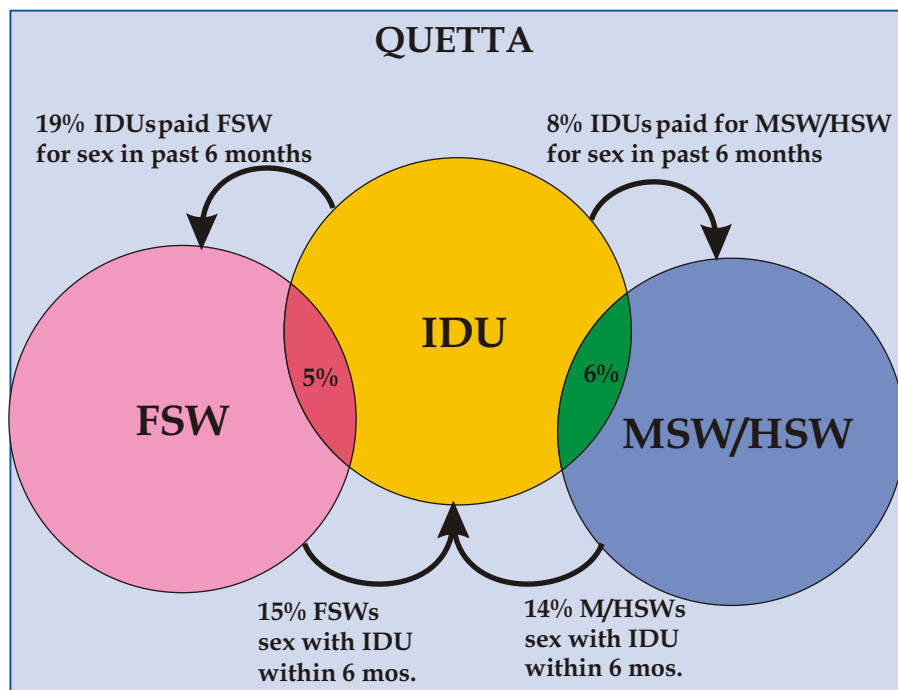 QUETTA
19% IDUs paid FSW
for sex in past 6 months
8% IDUs paid for MSW/HSW
for sex in past 6 months
IDU
5%
6%
FSW
MSW/HSW
15% FSWs
sex with IDU
within 6 mos.
14% M/HSWs
sex with IDU
within 6 mos.